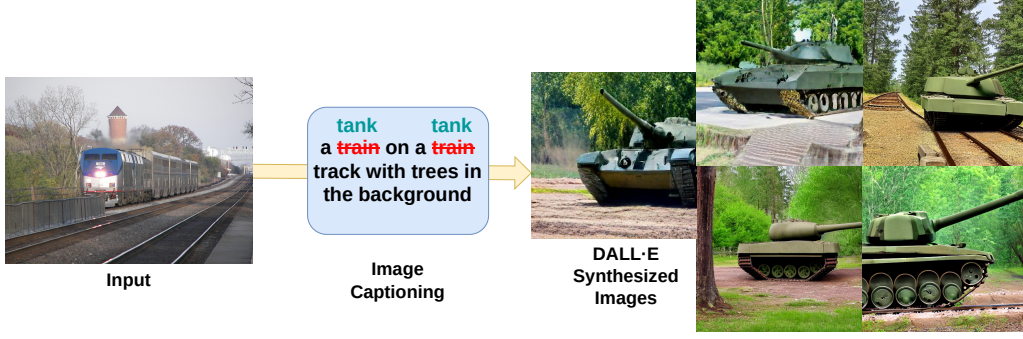 tank tank
a train on a train
track with trees in
the background
Input
Image
Captioning
DALL·E
Synthesized
Images